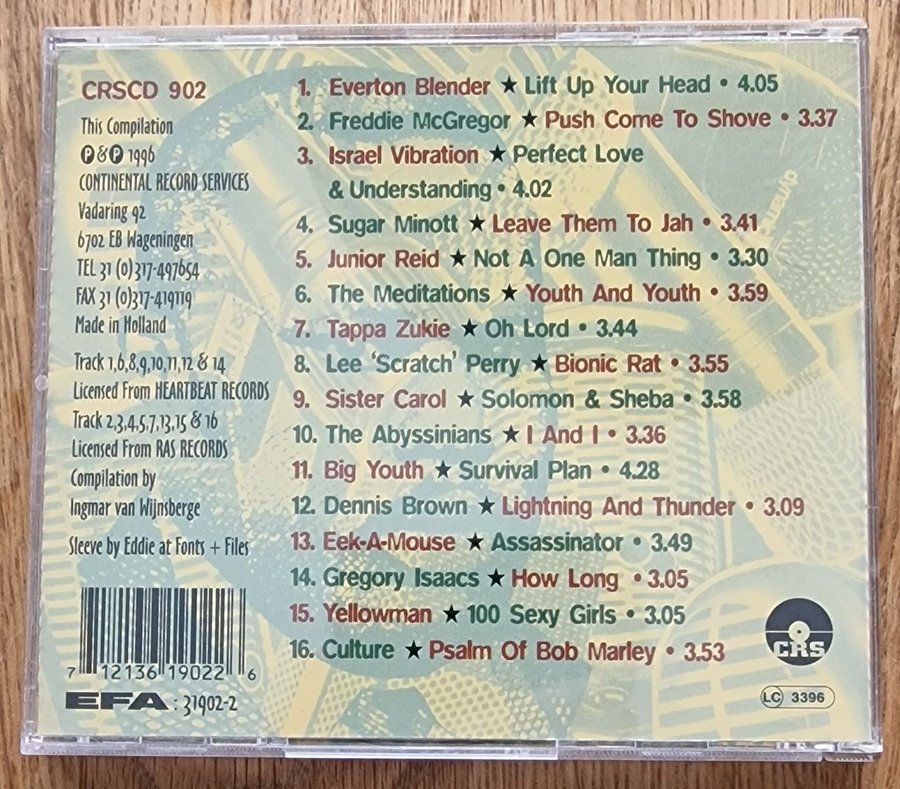 CRSCD 902
This Compilation
Ⓟ & Ⓟ 1996
CONTINENTAL RECORD SERVICES
Vadaring 92
6702 EB Wageningen
TEL 31 (0)317-497654
FAX 31 (0)317-419119
Made in Holland
Track 1,6,8,9,10,11,12 & 14
Licensed From HEARTBEAT RECORDS
Track 2,3,4,5,7,13,15 & 16
Licensed From RAS RECORDS
Compilation by
Ingmar van Wijnsberge
Sleeve by Eddie at Fonts + Files
7 12136 19022 6
EFA : 31902-2
1. Everton Blender ★ Lift Up Your Head • 4.05
2. Freddie McGregor ★ Push Come To Shove • 3.37
3. Israel Vibration ★ Perfect Love
& Understanding • 4.02
4. Sugar Minott ★ Leave Them To Jah • 3.41
5. Junior Reid ★ Not A One Man Thing • 3.30
6. The Meditations ★ Youth And Youth • 3.59
7. Tappa Zukie ★ Oh Lord • 3.44
8. Lee ‘Scratch’ Perry ★ Bionic Rat • 3.55
9. Sister Carol ★ Solomon & Sheba • 3.58
10. The Abyssinians ★ I And I • 3.36
11. Big Youth ★ Survival Plan • 4.28
12. Dennis Brown ★ Lightning And Thunder • 3.09
13. Eek-A-Mouse ★ Assassinator • 3.49
14. Gregory Isaacs ★ How Long • 3.05
15. Yellowman ★ 100 Sexy Girls • 3.05
16. Culture ★ Psalm Of Bob Marley • 3.53
CRS
LC 3396